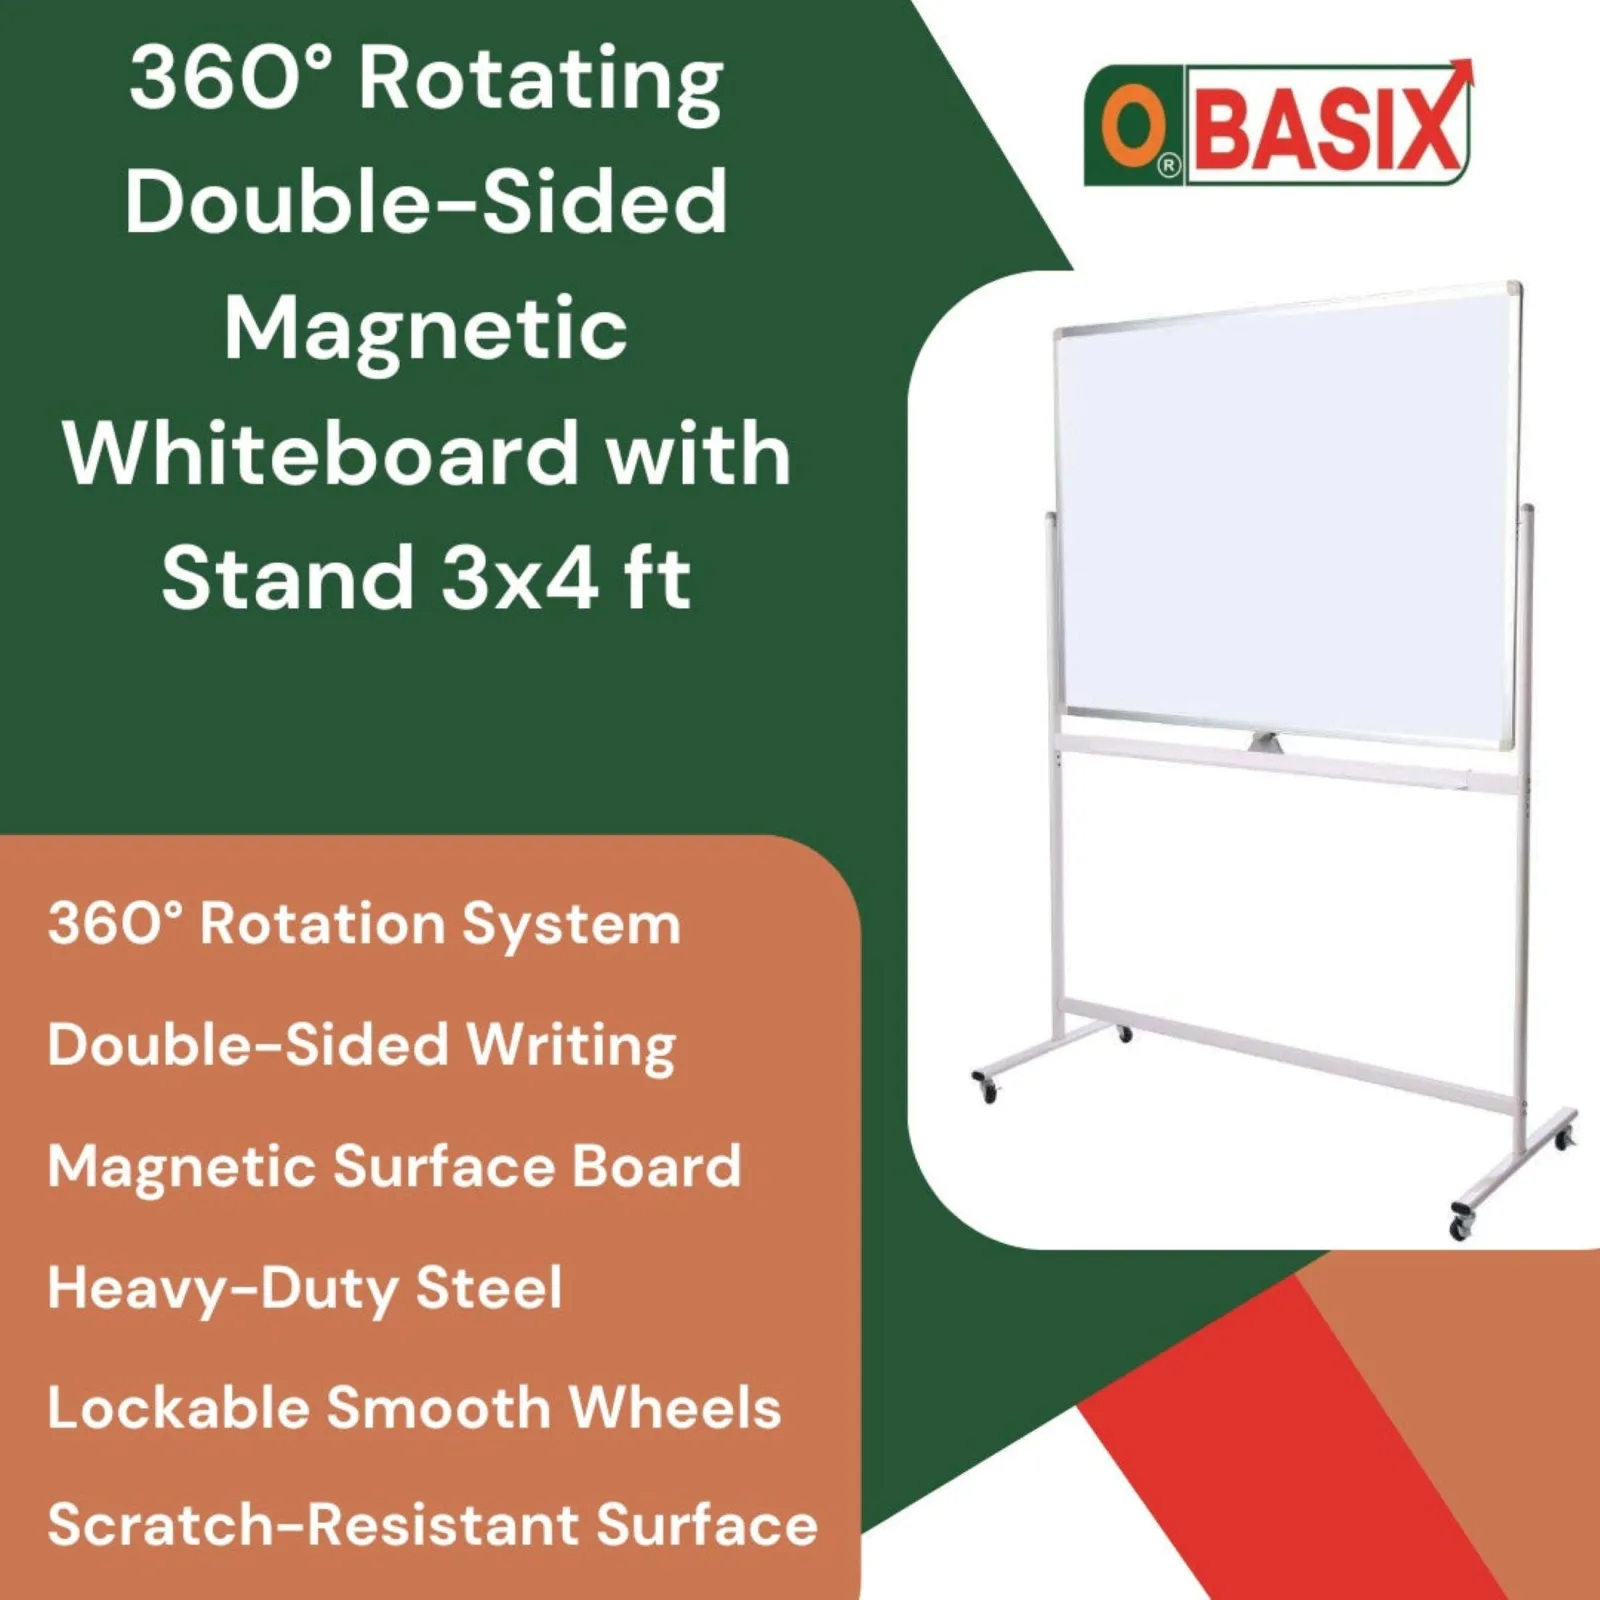 360° Rotating
Double-Sided
Magnetic
Whiteboard with
Stand 3x4 ft
O® BASIX
360° Rotation System
Double-Sided Writing
Magnetic Surface Board
Heavy-Duty Steel
Lockable Smooth Wheels
Scratch-Resistant Surface